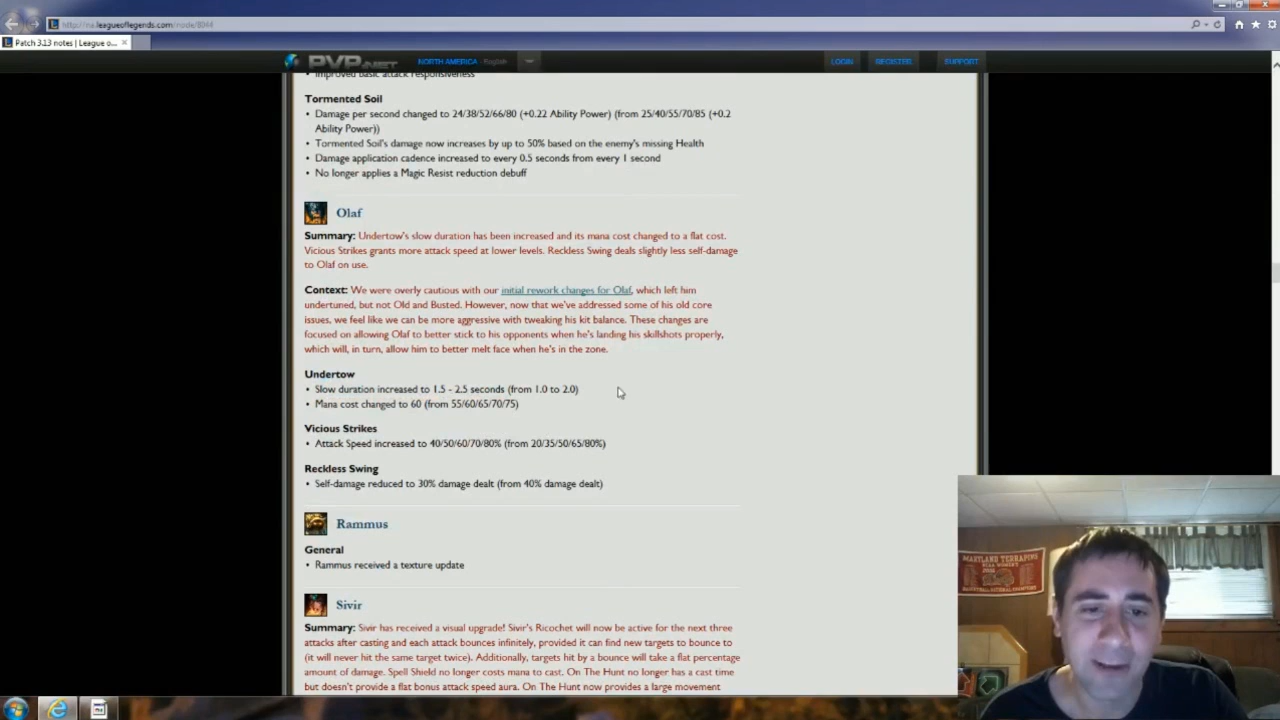 http://na.leagueoflegends.com/node/8944
Patch 3.13 notes | League o...
PVP.net
NORTH AMERICA - English
LOGIN
REGISTER
SUPPORT
• Improved basic attack responsiveness
Tormented Soil
• Damage per second changed to 24/38/52/66/80 (+0.22 Ability Power) (from 25/40/55/70/85 (+0.2
Ability Power))
• Tormented Soil's damage now increases by up to 50% based on the enemy's missing Health
• Damage application cadence increased to every 0.5 seconds from every 1 second
• No longer applies a Magic Resist reduction debuff
Olaf
Summary: Undertow's slow duration has been increased and its mana cost changed to a flat cost.
Vicious Strikes grants more attack speed at lower levels. Reckless Swing deals slightly less self-damage
to Olaf on use.
Context: We were overly cautious with our initial rework changes for Olaf, which left him
undertuned, but not Old and Busted. However, now that we've addressed some of his old core
issues, we feel like we can be more aggressive with tweaking his kit balance. These changes are
focused on allowing Olaf to better stick to his opponents when he's landing his skillshots properly,
which will, in turn, allow him to better melt face when he's in the zone.
Undertow
• Slow duration increased to 1.5 - 2.5 seconds (from 1.0 to 2.0)
• Mana cost changed to 60 (from 55/60/65/70/75)
Vicious Strikes
• Attack Speed increased to 40/50/60/70/80% (from 20/35/50/65/80%)
Reckless Swing
• Self-damage reduced to 30% damage dealt (from 40% damage dealt)
Rammus
General
• Rammus received a texture update
Sivir
Summary: Sivir has received a visual upgrade! Sivir's Ricochet will now be active for the next three
attacks after casting and each attack bounces infinitely, provided it can find new targets to bounce to
(it will never hit the same target twice). Additionally, targets hit by a bounce will take a flat percentage
amount of damage. Spell Shield no longer costs mana to cast. On The Hunt no longer has a cast time
but doesn't provide a flat bonus attack speed aura. On The Hunt now provides a large movement
MARYLAND TERRAPINS